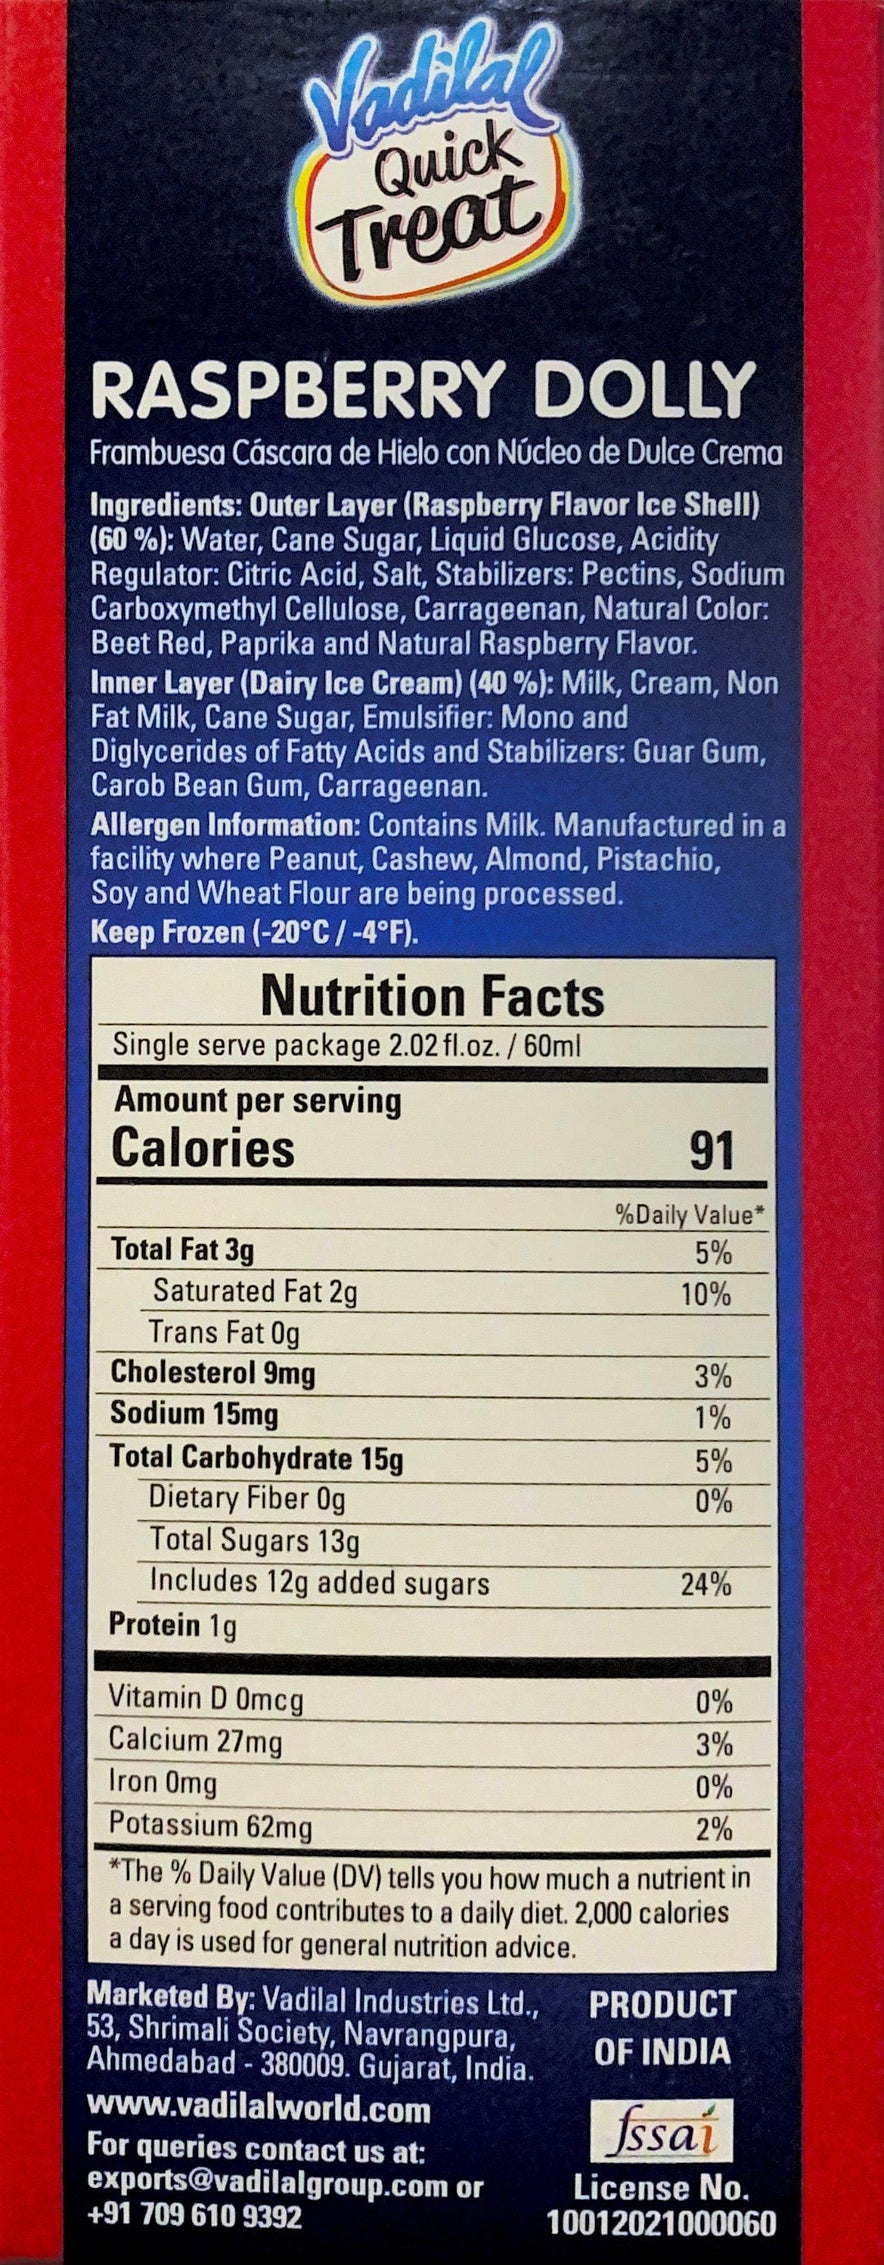 Vadilal
Quick
Treat
RASPBERRY DOLLY
Frambuesa Cáscara de Hielo con Núcleo de Dulce Crema
Ingredients: Outer Layer (Raspberry Flavor Ice Shell)
(60 %): Water, Cane Sugar, Liquid Glucose, Acidity
Regulator: Citric Acid, Salt, Stabilizers: Pectins, Sodium
Carboxymethyl Cellulose, Carrageenan, Natural Color:
Beet Red, Paprika and Natural Raspberry Flavor.
Inner Layer (Dairy Ice Cream) (40 %): Milk, Cream, Non
Fat Milk, Cane Sugar, Emulsifier: Mono and
Diglycerides of Fatty Acids and Stabilizers: Guar Gum,
Carob Bean Gum, Carrageenan.
Allergen Information: Contains Milk. Manufactured in a
facility where Peanut, Cashew, Almond, Pistachio,
Soy and Wheat Flour are being processed.
Keep Frozen (-20°C / -4°F).
Nutrition Facts
Single serve package 2.02 fl.oz. / 60ml
Amount per serving
Calories 91
%Daily Value*
Total Fat 3g 5%
Saturated Fat 2g 10%
Trans Fat 0g
Cholesterol 9mg 3%
Sodium 15mg 1%
Total Carbohydrate 15g 5%
Dietary Fiber 0g 0%
Total Sugars 13g
Includes 12g added sugars 24%
Protein 1g
Vitamin D 0mcg 0%
Calcium 27mg 3%
Iron 0mg 0%
Potassium 62mg 2%
*The % Daily Value (DV) tells you how much a nutrient in
a serving food contributes to a daily diet. 2,000 calories
a day is used for general nutrition advice.
Marketed By: Vadilal Industries Ltd.,
53, Shrimali Society, Navrangpura,
Ahmedabad - 380009. Gujarat, India.
www.vadilalworld.com
For queries contact us at:
exports@vadilalgroup.com or
+91 709 610 9392
PRODUCT
OF INDIA
fssai
License No.
10012021000060